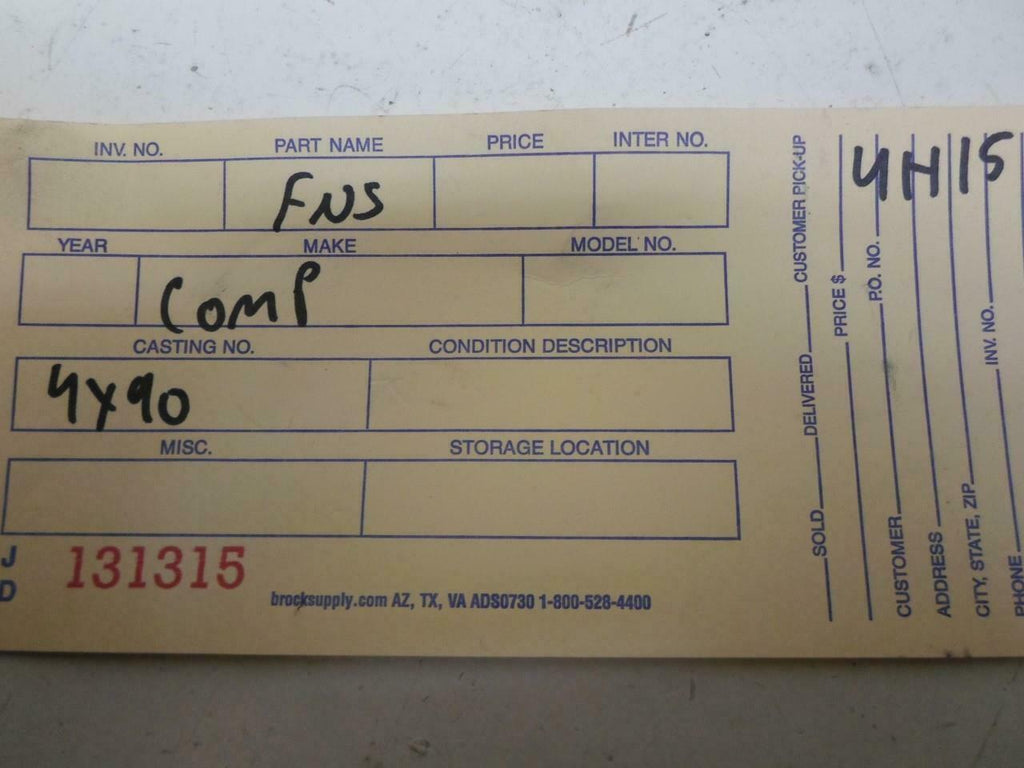 INV. NO. PART NAME PRICE INTER NO.
FNS
YEAR MAKE MODEL NO.
COMP
CASTING NO. CONDITION DESCRIPTION
4X90
MISC. STORAGE LOCATION
J
D
131315
brocksupply.com AZ, TX, VA ADS0730 1-800-528-4400
4H15
SOLD DELIVERED CUSTOMER PICK-UP
PRICE $
CUSTOMER P.O. NO.
ADDRESS
CITY, STATE, ZIP
PHONE INV. NO.